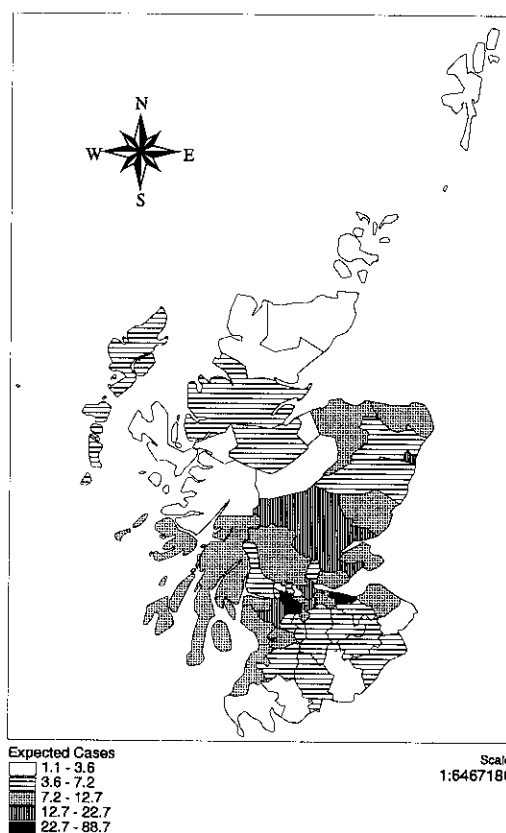 N
W E
S
Expected Cases
1.1 - 3.6
3.6 - 7.2
7.2 - 12.7
12.7 - 22.7
22.7 - 88.7
Scale